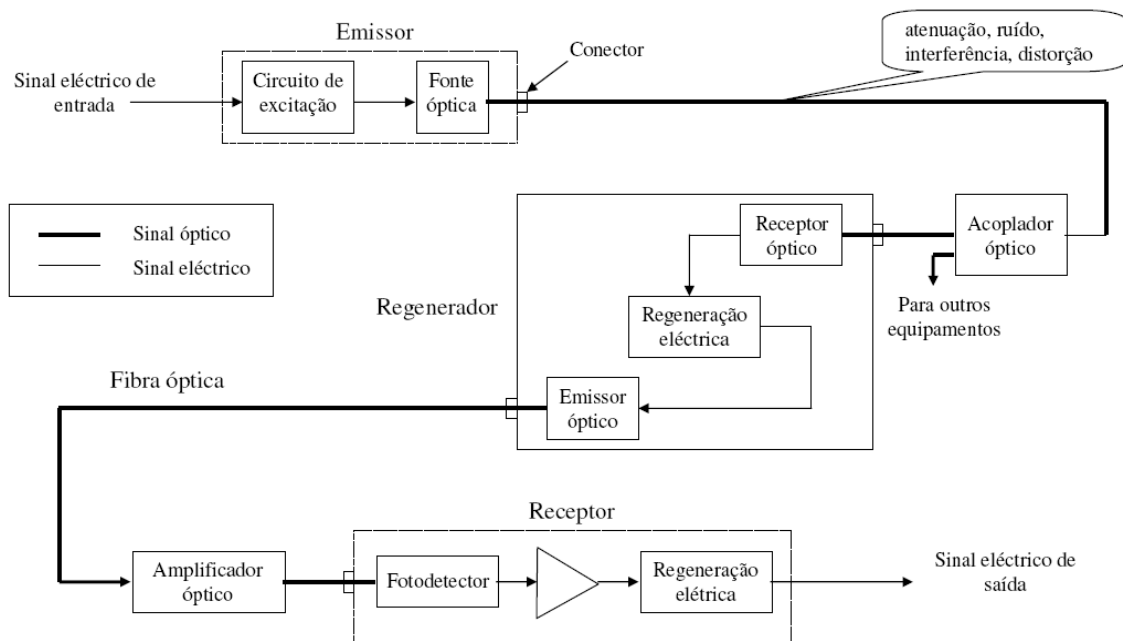 Emissor
Sinal eléctrico de
entrada
Circuito de
excitação
Fonte
óptica
Conector
atenuação, ruído,
interferência, distorção
Sinal óptico
Sinal eléctrico
Regenerador
Receptor
óptico
Acoplador
óptico
Para outros
equipamentos
Regeneração
eléctrica
Emissor
óptico
Fibra óptica
Receptor
Amplificador
óptico
Fotodetector
Regeneração
elétrica
Sinal eléctrico de
saída